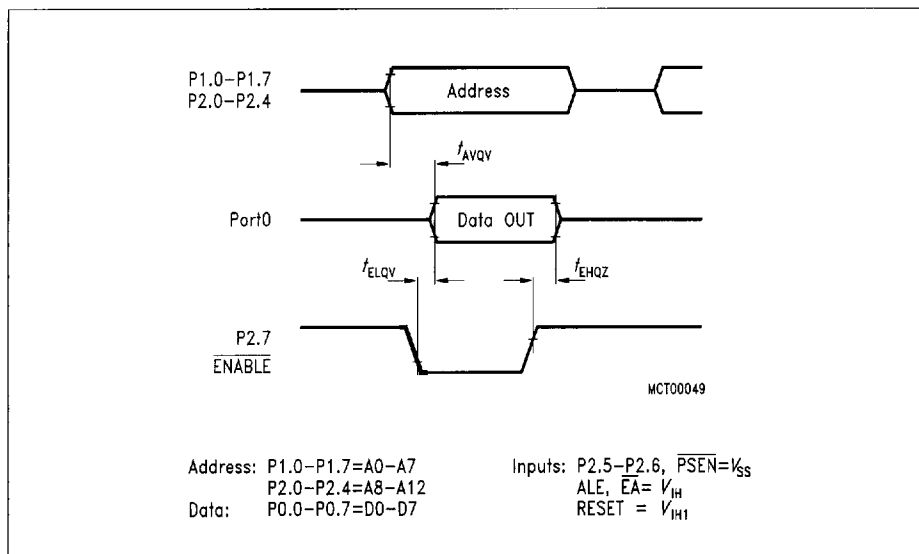 P1.0–P1.7
P2.0–P2.4
Address
tAVQV
Port0
Data OUT
tELQV
tEHQZ
P2.7
ENABLE
MCT00049
Address: P1.0–P1.7=A0–A7
P2.0–P2.4=A8–A12
Data: P0.0–P0.7=D0–D7
Inputs: P2.5–P2.6, PSEN=VSS
ALE, EA= VIH
RESET = VIH1